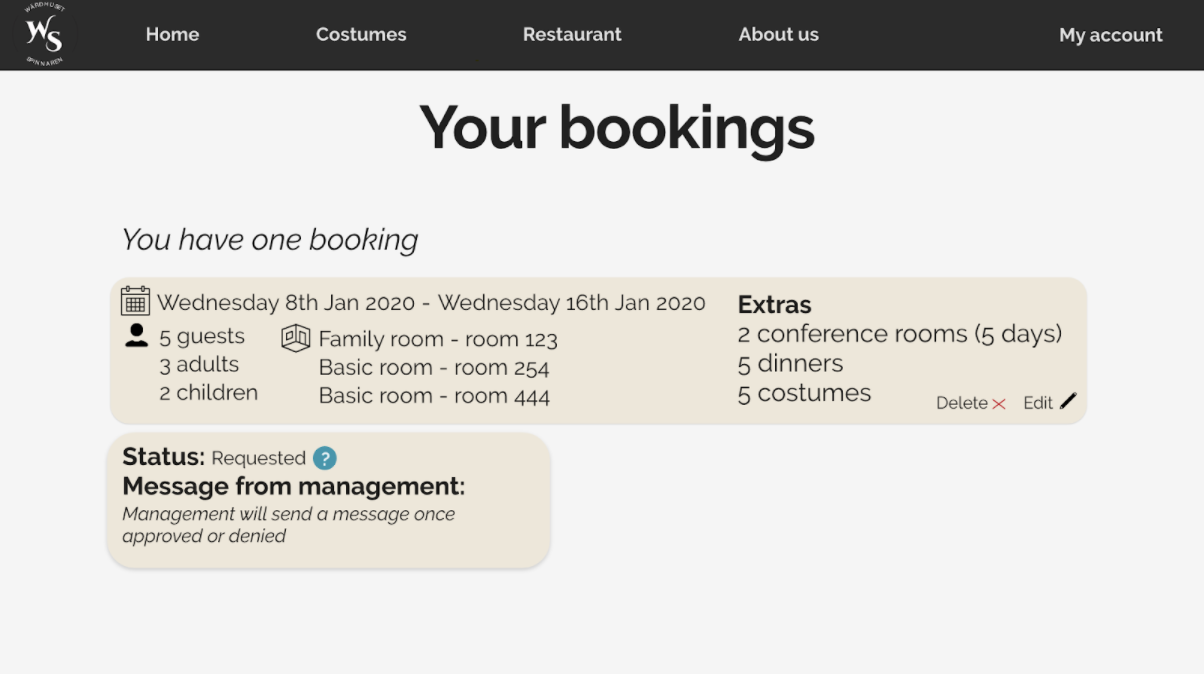 WÄRDHUSET
WS
SPINNAREN
Home
Costumes
Restaurant
About us
My account
Your bookings
You have one booking
Wednesday 8th Jan 2020 - Wednesday 16th Jan 2020
5 guests
3 adults
2 children
Family room - room 123
Basic room - room 254
Basic room - room 444
Extras
2 conference rooms (5 days)
5 dinners
5 costumes
Delete
Edit
Status: Requested ?
Message from management:
Management will send a message once
approved or denied